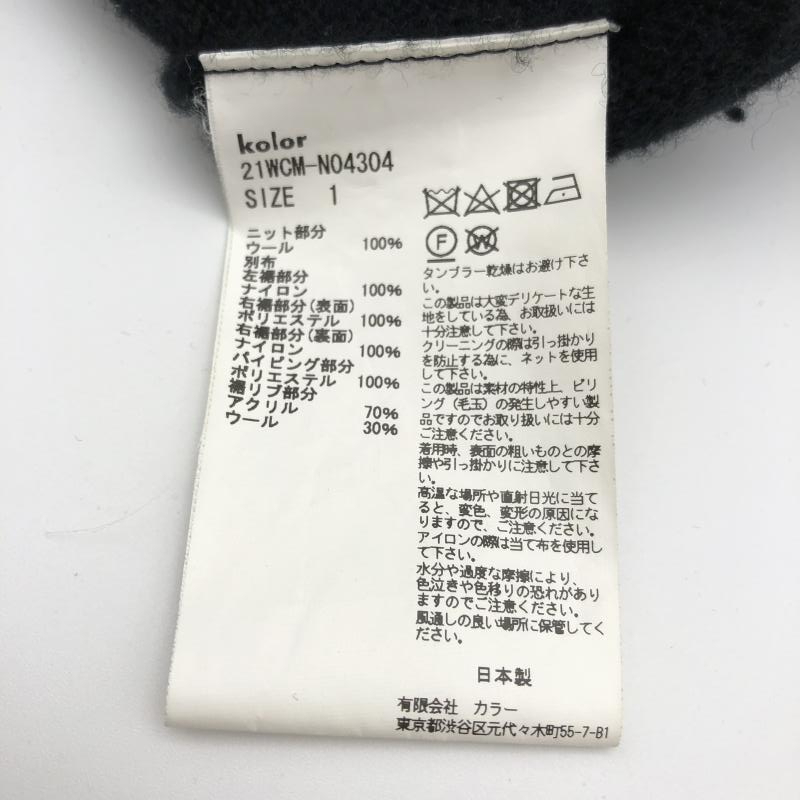 kolor
21WCM-N04304
SIZE 1
ニット部分
ウール 100%
別布
左裾部分
ナイロン 100%
右裾部分(表面)
ポリエステル 100%
右裾部分(裏面)
ナイロン 100%
パイピング部分
ポリエステル 100%
裾リブ部分
アクリル 70%
ウール 30%
F
W
タンブラー乾燥はお避け下さ
い。
この製品は大変デリケートな生
地をしている為、お取扱いには
十分注意して下さい。
クリーニングの際は引っ掛かり
を防止する為に、ネットを使用
して下さい。
この製品は素材の特性上、ピリ
ング(毛玉)の発生しやすい製
品ですのでお取り扱いには十分
ご注意ください。
着用時、表面の粗いものとの摩
擦や引っ掛かりに注意して下さ
い。
高温な場所や直射日光に当て
ると、変色、変形の原因にな
りますので、ご注意ください。
アイロンの際は当て布を使用し
て下さい。
水分や過度な摩擦により、
色泣きや色移りの恐れがあり
ますのでご注意ください。
風通しの良い場所に保管してく
ださい。
日本製
有限会社 カラー
東京都渋谷区元代々木町55-7-B1